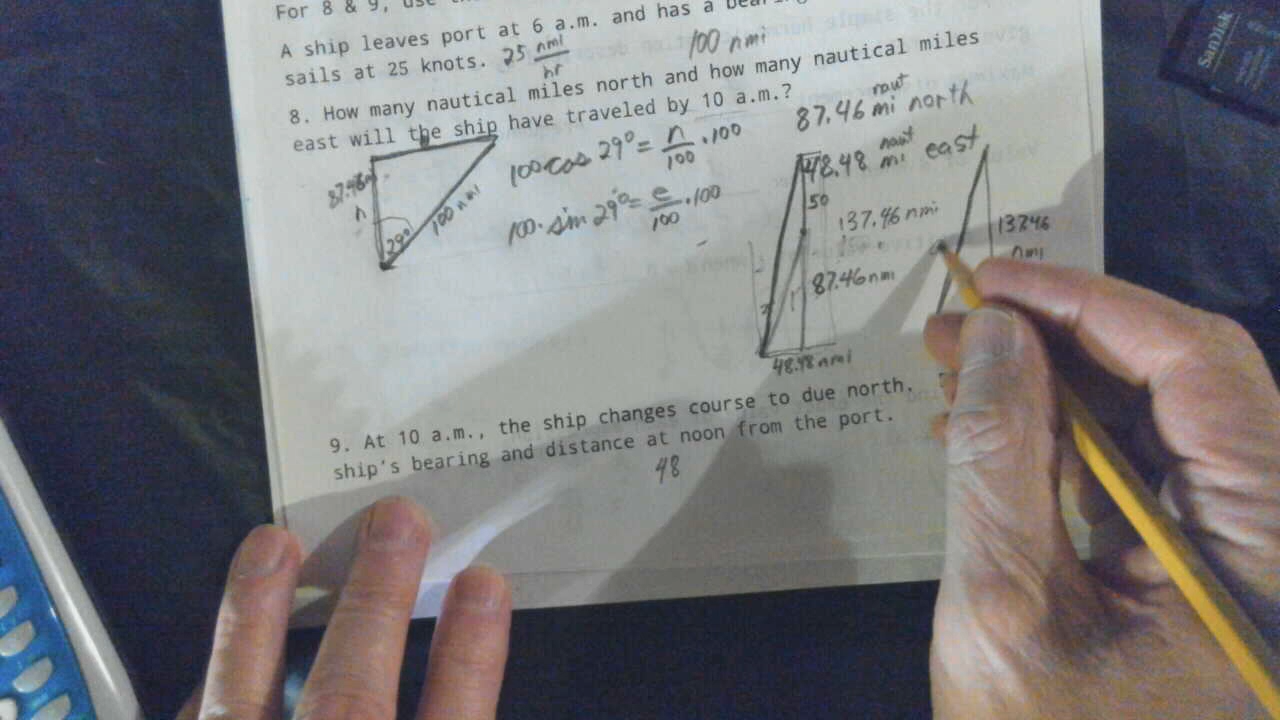 For 8 & 9, use
A ship leaves port at 6 a.m. and has a
sails at 25 knots. 25 nmi/hr 100 nmi
8. How many nautical miles north and how many nautical miles
east will the ship have traveled by 10 a.m.?
87.46 naut mi north
48.48 naut mi east
100 cos 29° = n/100 · 100
100 · sin 29° = e/100 · 100
87.46
n
29°
100 nmi
50
137.46 nmi
87.46 nmi
48.48 nmi
137.46
nmi
9. At 10 a.m., the ship changes course to due north.
ship's bearing and distance at noon from the port.
48
SanDisk